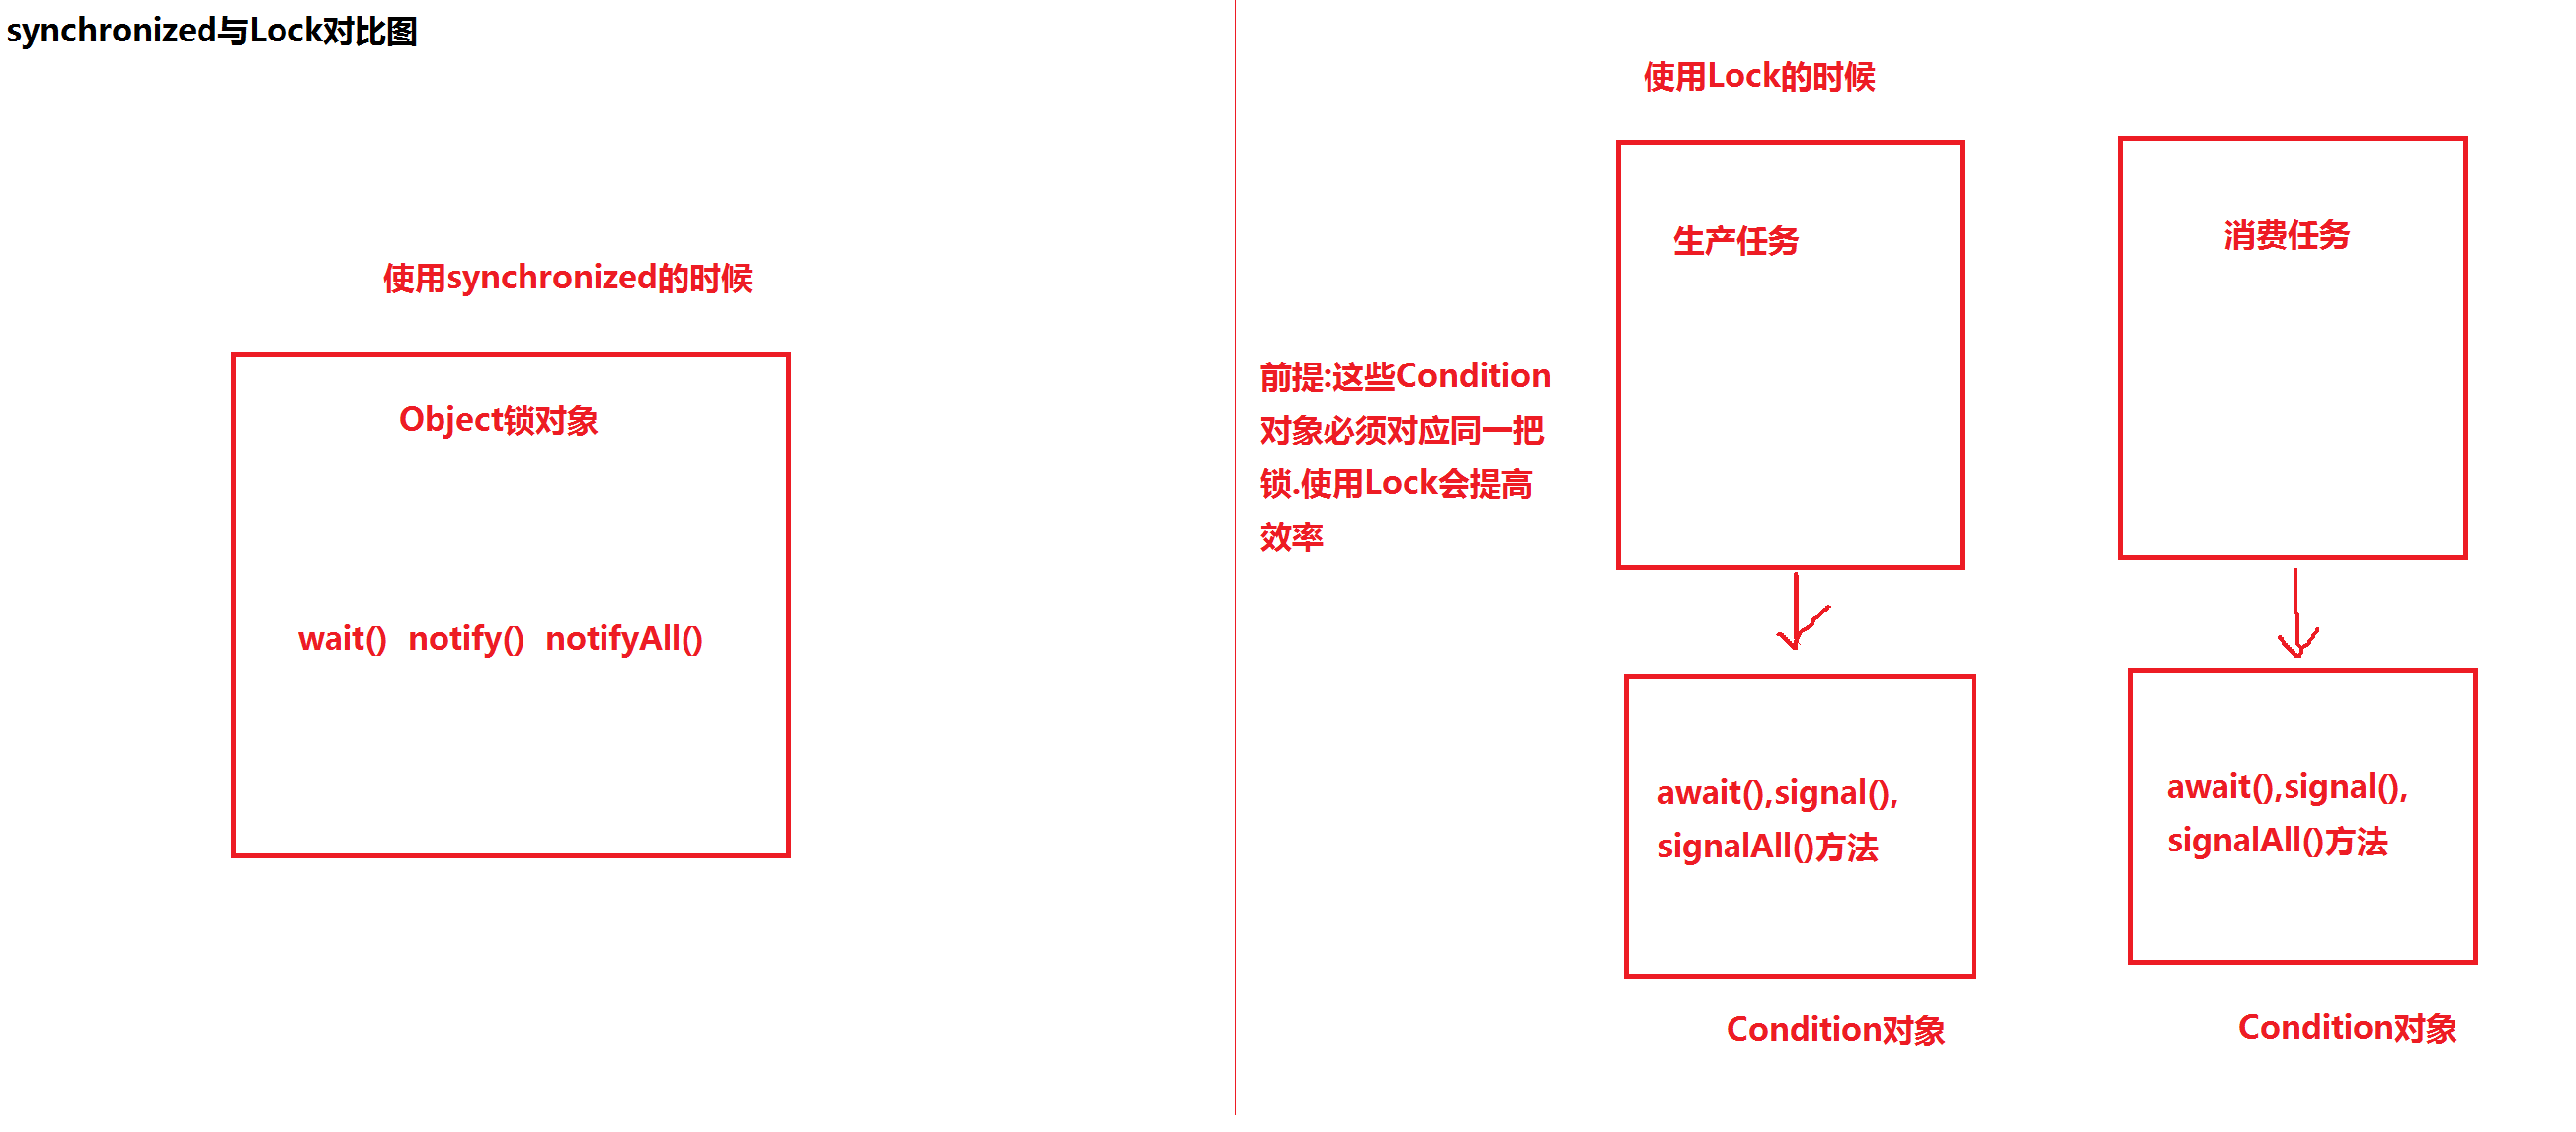 synchronized与Lock对比图
使用synchronized的时候
Object锁对象
wait() notify() notifyAll()
使用Lock的时候
前提:这些Condition
对象必须对应同一把
锁.使用Lock会提高
效率
生产任务
消费任务
await(),signal(),
signalAll()方法
Condition对象
await(),signal(),
signalAll()方法
Condition对象